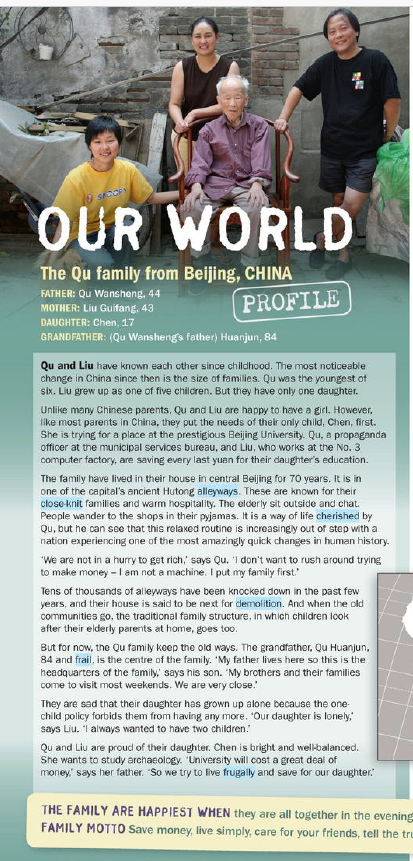 OUR WORLD
The Qu family from Beijing, CHINA
FATHER: Qu Wansheng, 44
MOTHER: Liu Guifang, 43
DAUGHTER: Chen, 17
GRANDFATHER: (Qu Wansheng's father) Huanjun, 84
PROFILE
Qu and Liu have known each other since childhood. The most noticeable
change in China since then is the size of families. Qu was the youngest of
six. Liu grew up as one of five children. But they have only one daughter.
Unlike many Chinese parents, Qu and Liu are happy to have a girl. However,
like most parents in China, they put the needs of their only child, Chen, first.
She is trying for a place at the prestigious Beijing University. Qu, a propaganda
officer at the municipal services bureau, and Liu, who works at the No. 3
computer factory, are saving every last yuan for their daughter's education.
The family have lived in their house in central Beijing for 70 years. It is in
one of the capital's ancient Hutong alleyways. These are known for their
close-knit families and warm hospitality. The elderly sit outside and chat.
People wander to the shops in their pyjamas. It is a way of life cherished by
Qu, but he can see that this relaxed routine is increasingly out of step with a
nation experiencing one of the most amazingly quick changes in human history.
'We are not in a hurry to get rich,' says Qu. 'I don't want to rush around trying
to make money – I am not a machine. I put my family first.'
Tens of thousands of alleyways have been knocked down in the past few
years, and their house is said to be next for demolition. And when the old
communities go, the traditional family structure, in which children look
after their elderly parents at home, goes too.
But for now, the Qu family keep the old ways. The grandfather, Qu Huanjun,
84 and frail, is the centre of the family. 'My father lives here so this is the
headquarters of the family,' says his son. 'My brothers and their families
come to visit most weekends. We are very close.'
They are sad that their daughter has grown up alone because the one-
child policy forbids them from having any more. 'Our daughter is lonely,'
says Liu. 'I always wanted to have two children.'
Qu and Liu are proud of their daughter. Chen is bright and well-balanced.
She wants to study archaeology. 'University will cost a great deal of
money,' says her father. 'So we try to live frugally and save for our daughter.'
THE FAMILY ARE HAPPIEST WHEN they are all together in the evening
FAMILY MOTTO Save money, live simply, care for your friends, tell the tru